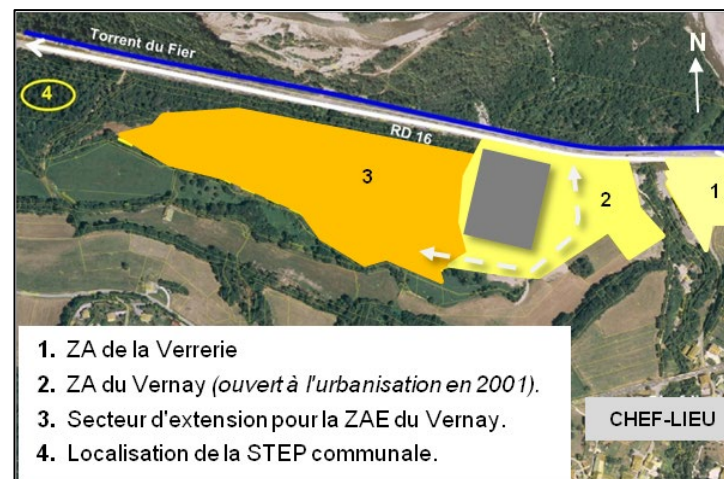 Torrent du Fier
N
4
RD 16
3
2
1
1. ZA de la Verrerie
2. ZA du Vernay (ouvert à l'urbanisation en 2001).
3. Secteur d'extension pour la ZAE du Vernay.
4. Localisation de la STEP communale.
CHEF-LIEU